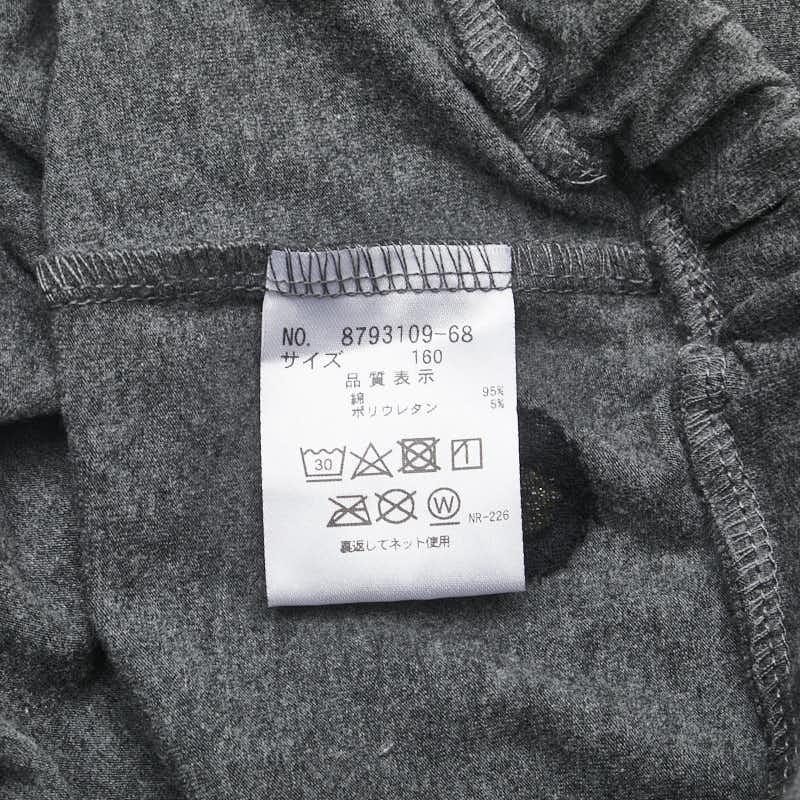 NO. 8793109-68
サイズ 160
品質表示
綿 95%
ポリウレタン 5%
30
W NR-226
裏返してネット使用